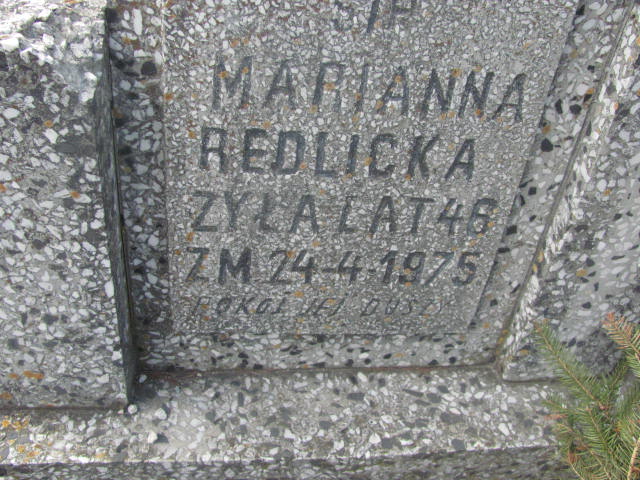 Ś/P
MARIANNA
REDLICKA
ŻYŁA LAT 46
ZM 24-4-1975
POKÓJ JEJ DUSZY